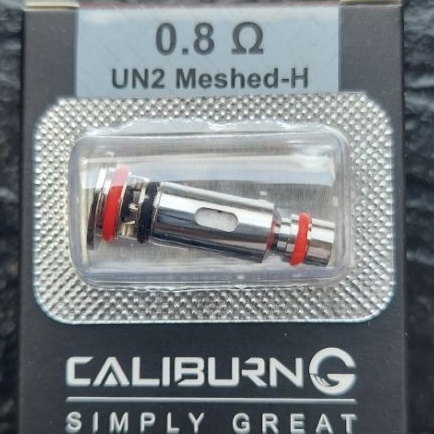 0.8 Ω
UN2 Meshed-H
CALIBURN G
SIMPLY GREAT